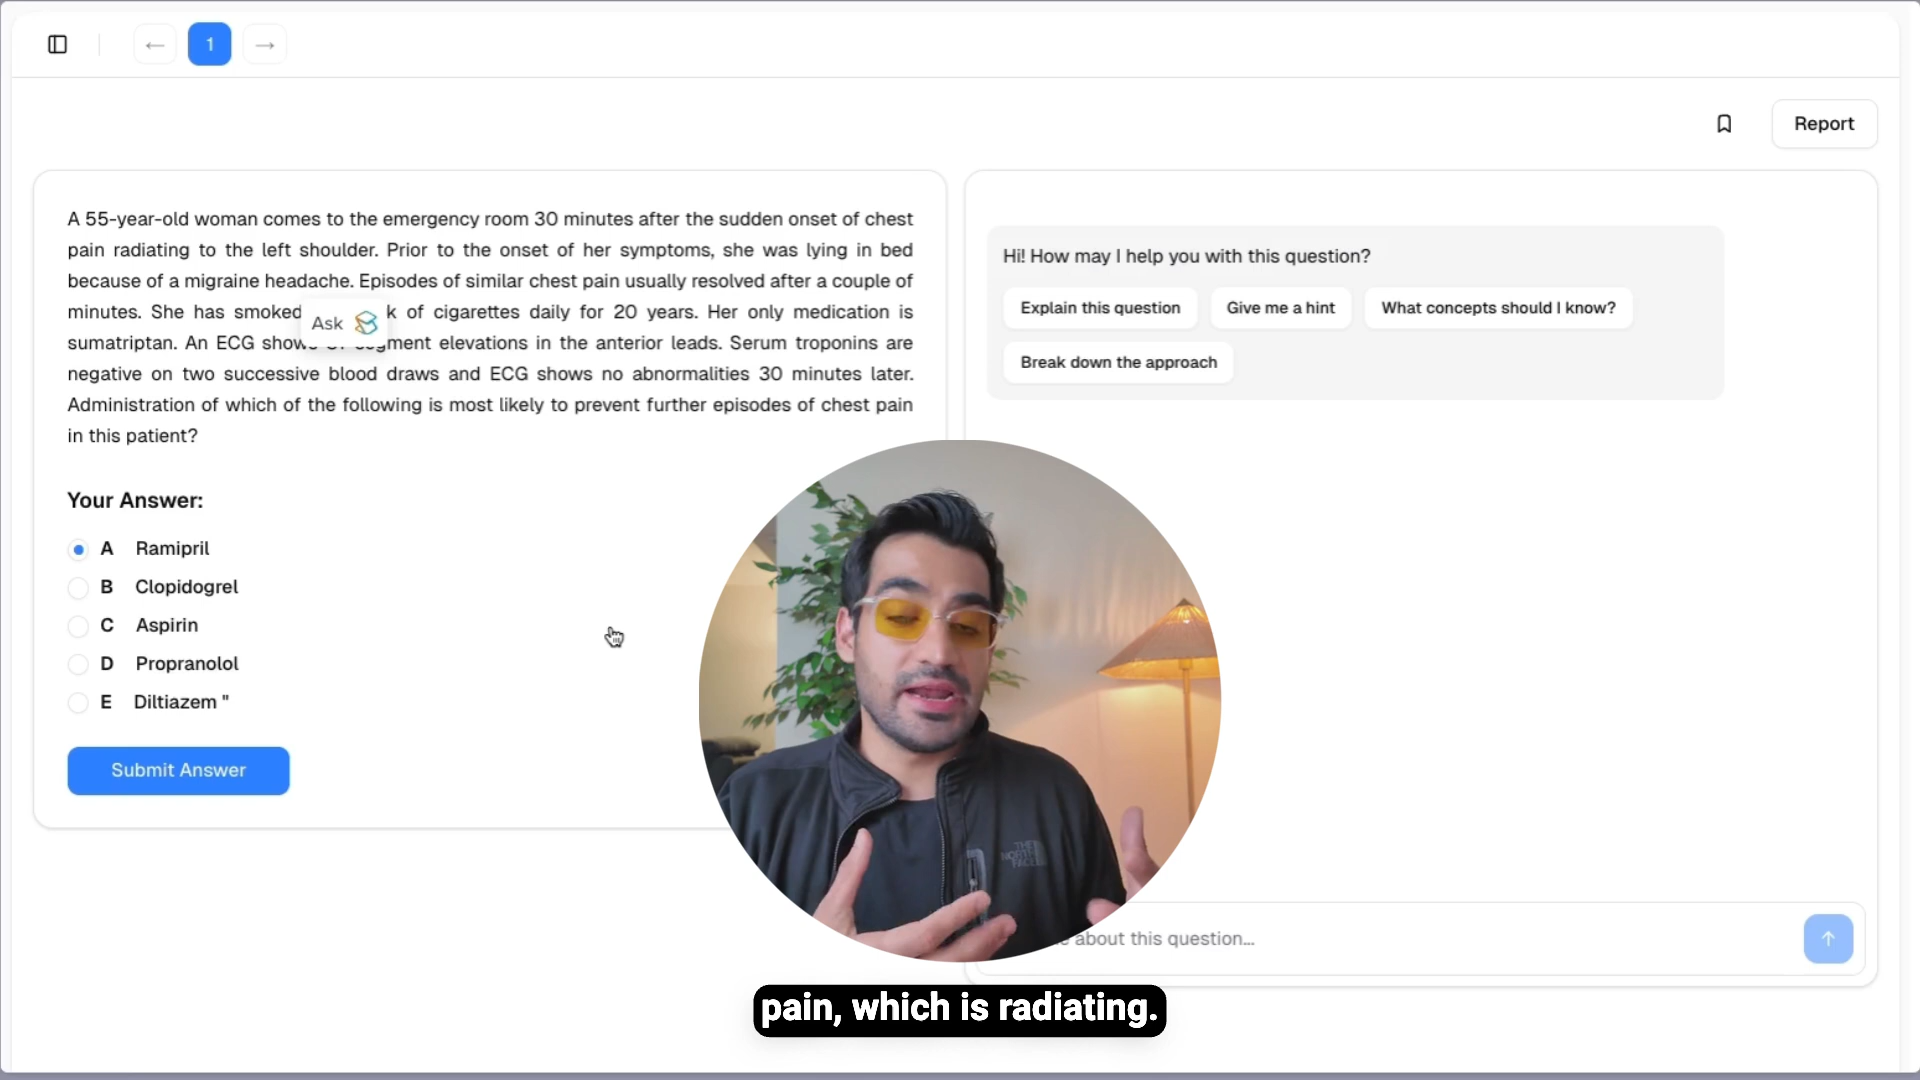 1
Report
A 55-year-old woman comes to the emergency room 30 minutes after the sudden onset of chest
pain radiating to the left shoulder. Prior to the onset of her symptoms, she was lying in bed
because of a migraine headache. Episodes of similar chest pain usually resolved after a couple of
minutes. She has smoked of cigarettes daily for 20 years. Her only medication is
Ask
sumatriptan. An ECG shows elevations in the anterior leads. Serum troponins are
negative on two successive blood draws and ECG shows no abnormalities 30 minutes later.
Administration of which of the following is most likely to prevent further episodes of chest pain
in this patient?
Your Answer:
A Ramipril
B Clopidogrel
C Aspirin
D Propranolol
E Diltiazem "
Submit Answer
Hi! How may I help you with this question?
Explain this question
Give me a hint
What concepts should I know?
Break down the approach
about this question...
THE NORTH FACE
pain, which is radiating.